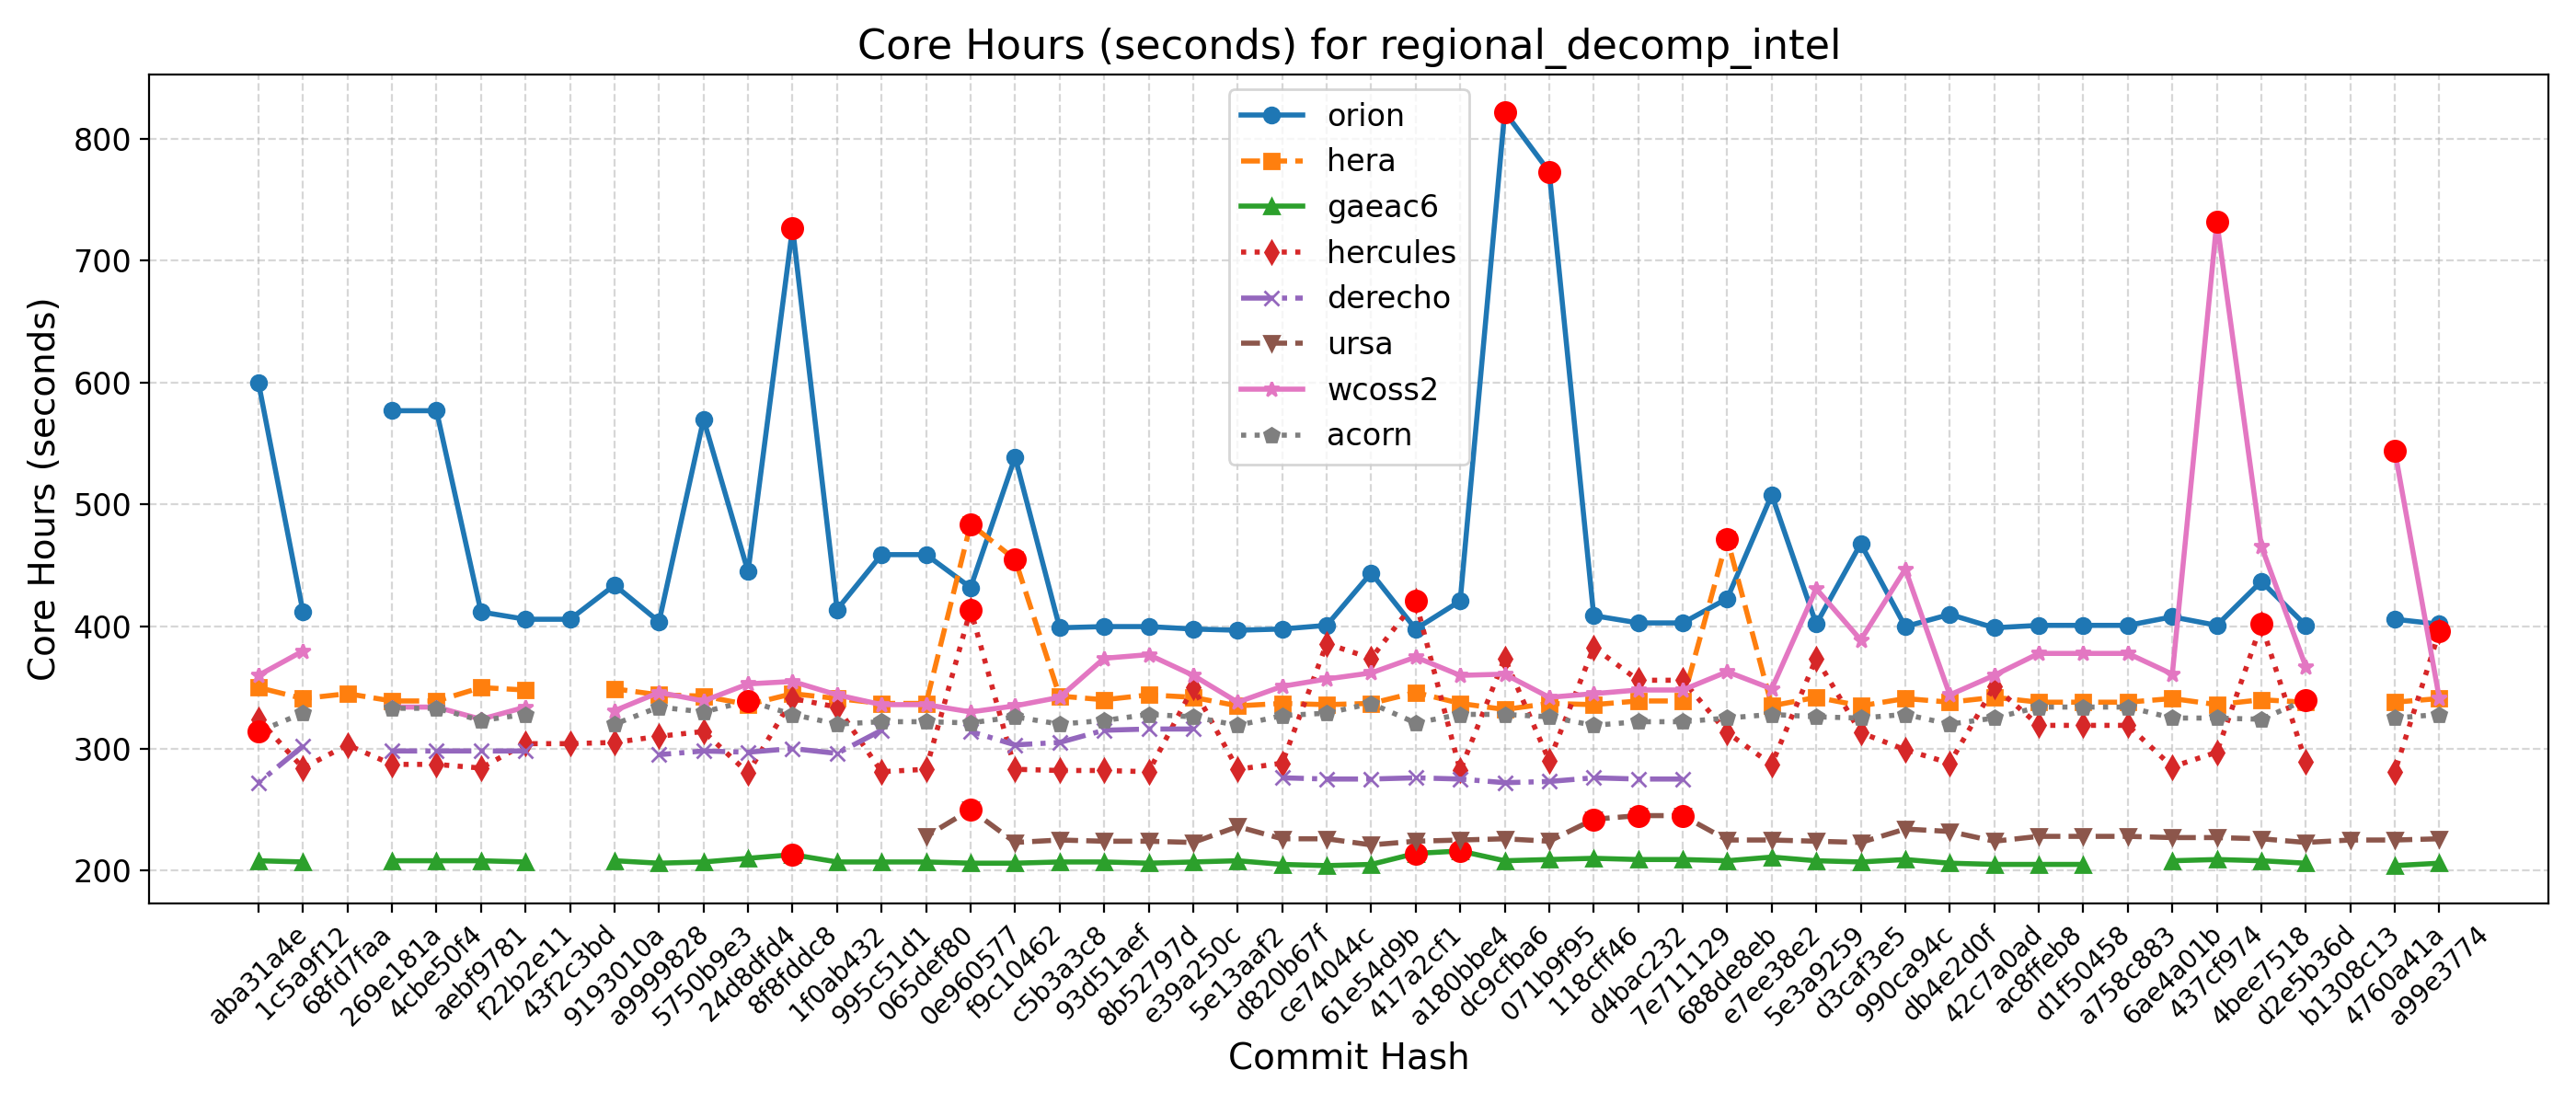 Core Hours (seconds) for regional_decomp_intel
Core Hours (seconds)
800
700
600
500
400
300
200
orion
hera
gaeac6
hercules
derecho
ursa
wcoss2
acorn
aba31a4e
1c5a9f12
68fd7faa
269e181a
4cbe50f4
aebf9781
f22b2e11
43f2c3bd
9193010a
a9999828
5750b9e3
24d8dfd4
8f8fddc8
1f0ab432
995c51d1
065def80
0e960577
f9c10462
c5b3a3c8
93d51aef
8b52797d
e39a250c
5e13aaf2
d820b67f
ce74044c
61e54d9b
417a2cf1
a180bbe4
dc9cfba6
071b9f95
118cff46
d4bac232
7e711129
688de8eb
e7ee38e2
5e3a9259
d3caf3e5
990ca94c
db4e2d0f
42c7a0ad
ac8ffeb8
d1f50458
a758c883
6ae4a01b
437cf974
4bee7518
d2e5b36d
b1308c13
4760a41a
a99e3774
Commit Hash